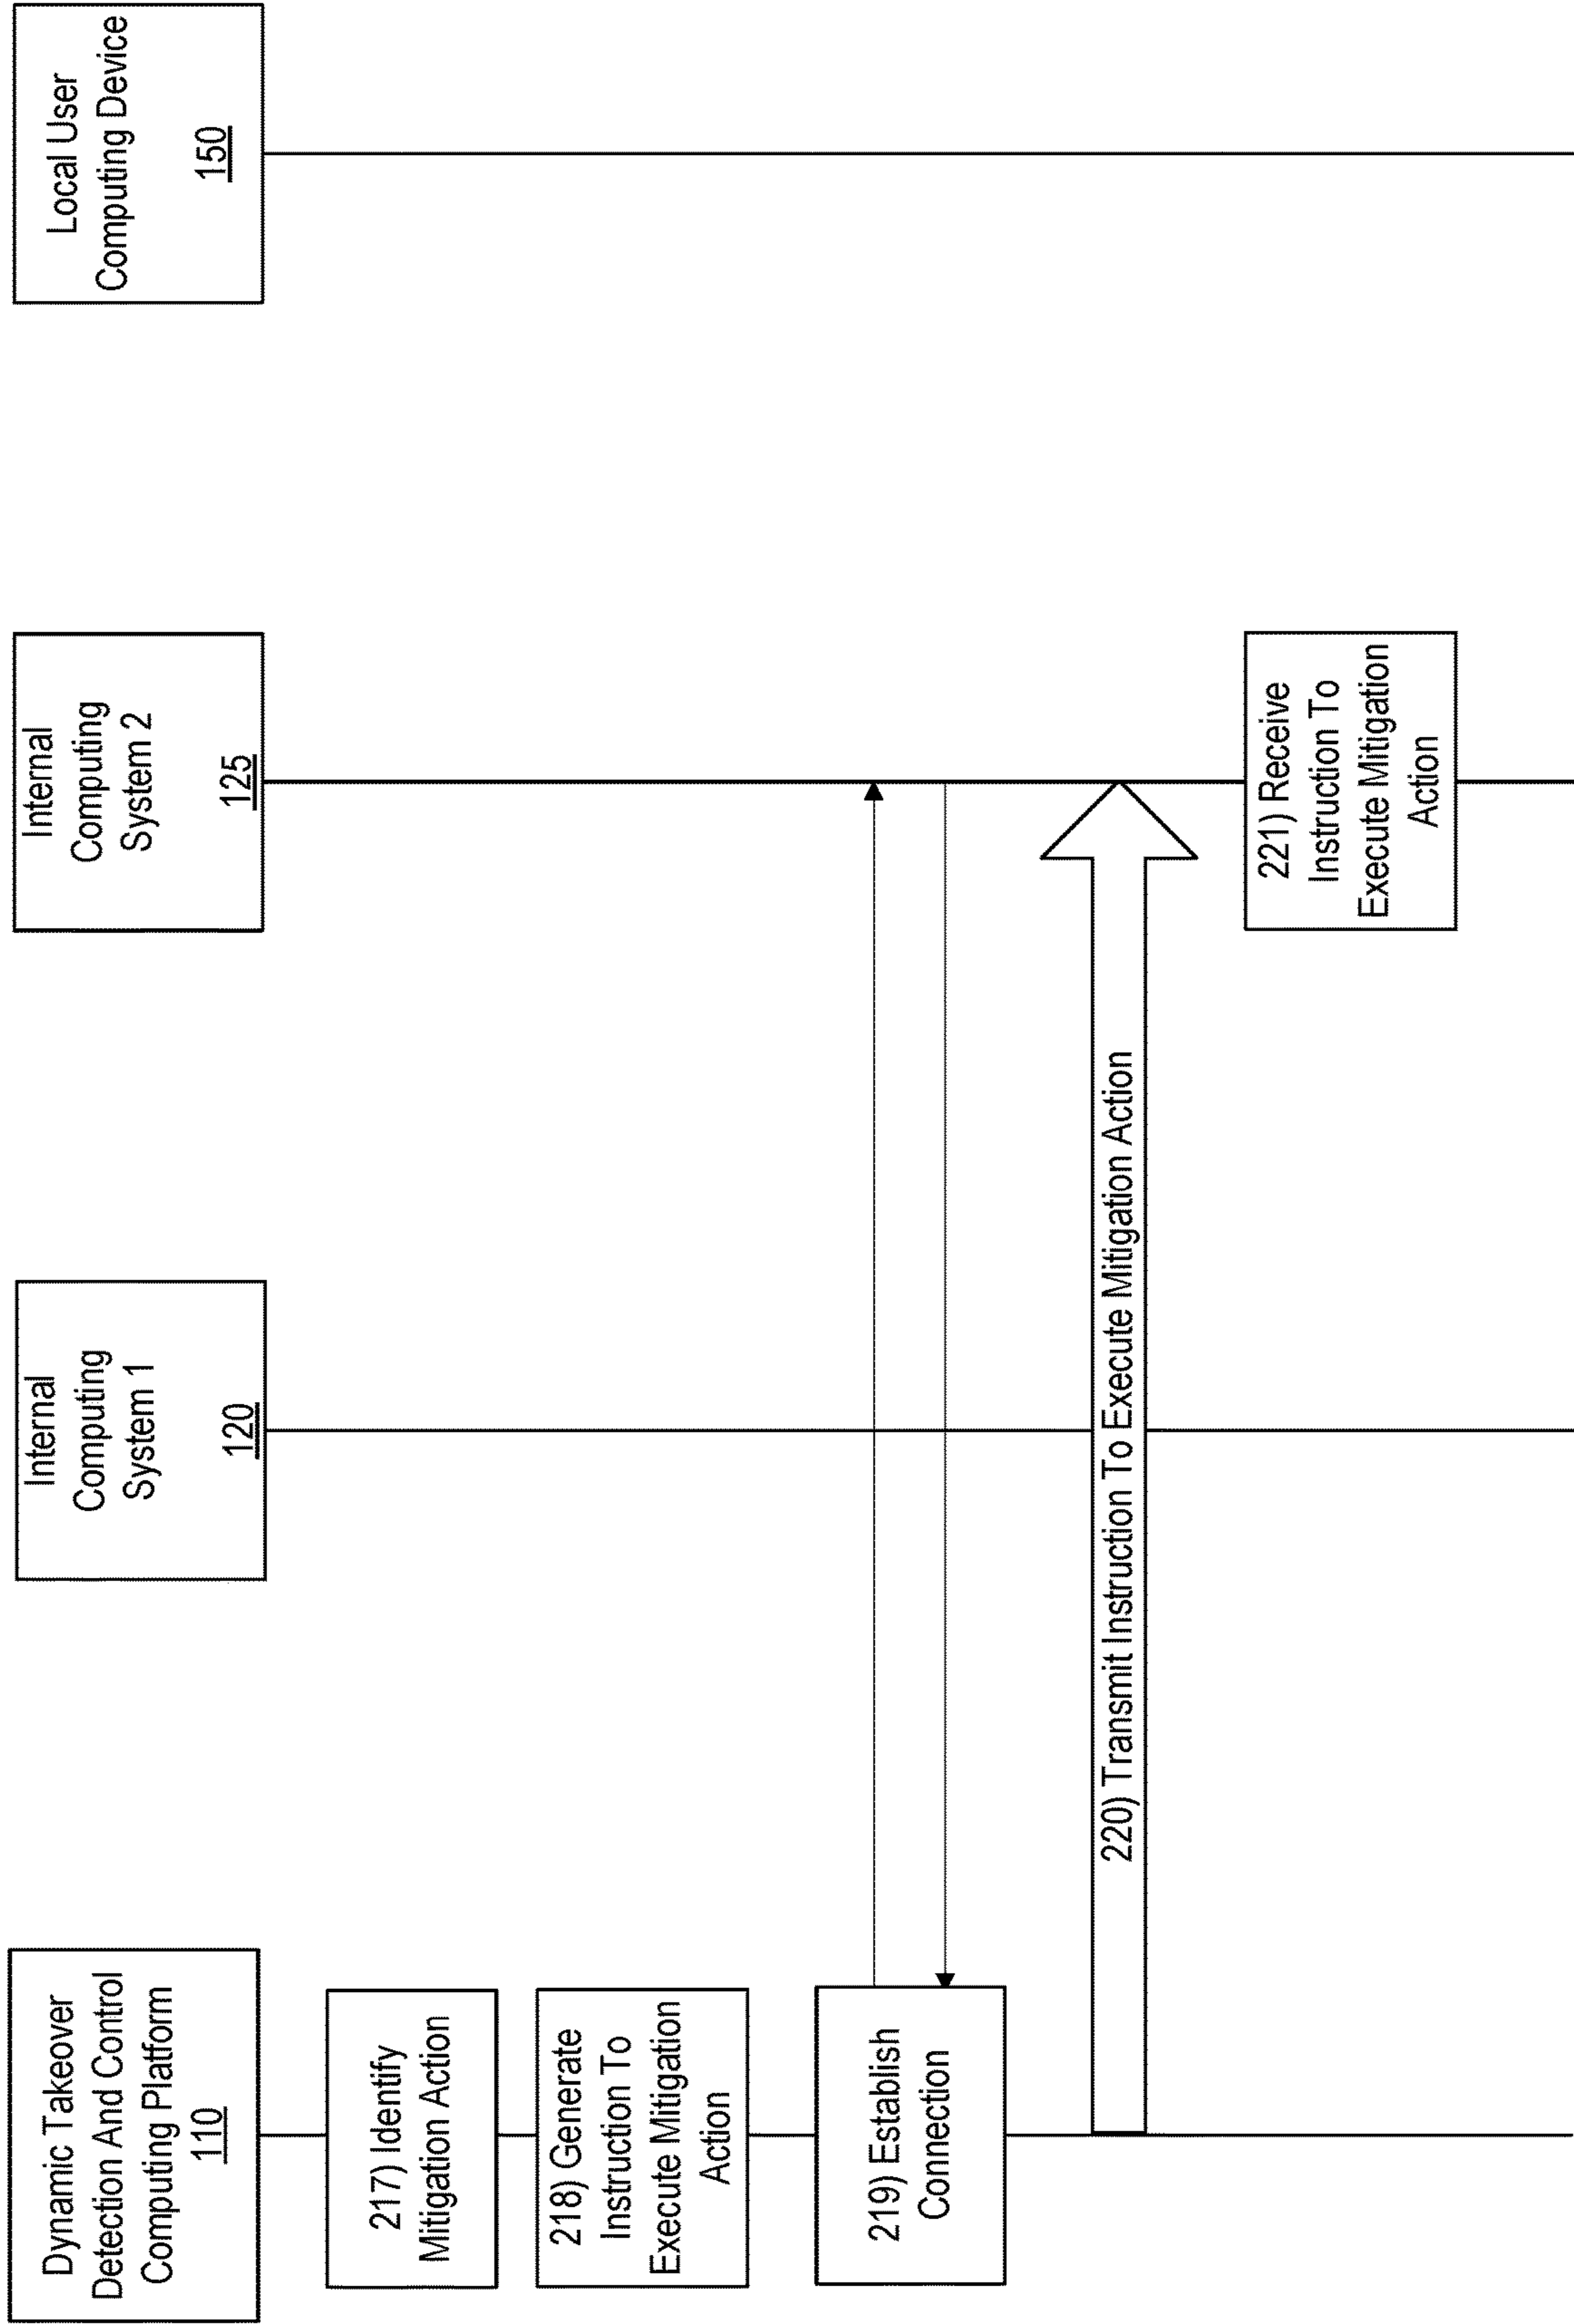 Dynamic Takeover
Detection And Control
Computing Platform
110
Internal
Computing
System 1
120
Internal
Computing
System 2
125
Local User
Computing Device
150
217) Identify
Mitigation Action
218) Generate
Instruction To
Execute Mitigation
Action
219) Establish
Connection
220) Transmit Instruction To Execute Mitigation Action
221) Receive
Instruction To
Execute Mitigation
Action